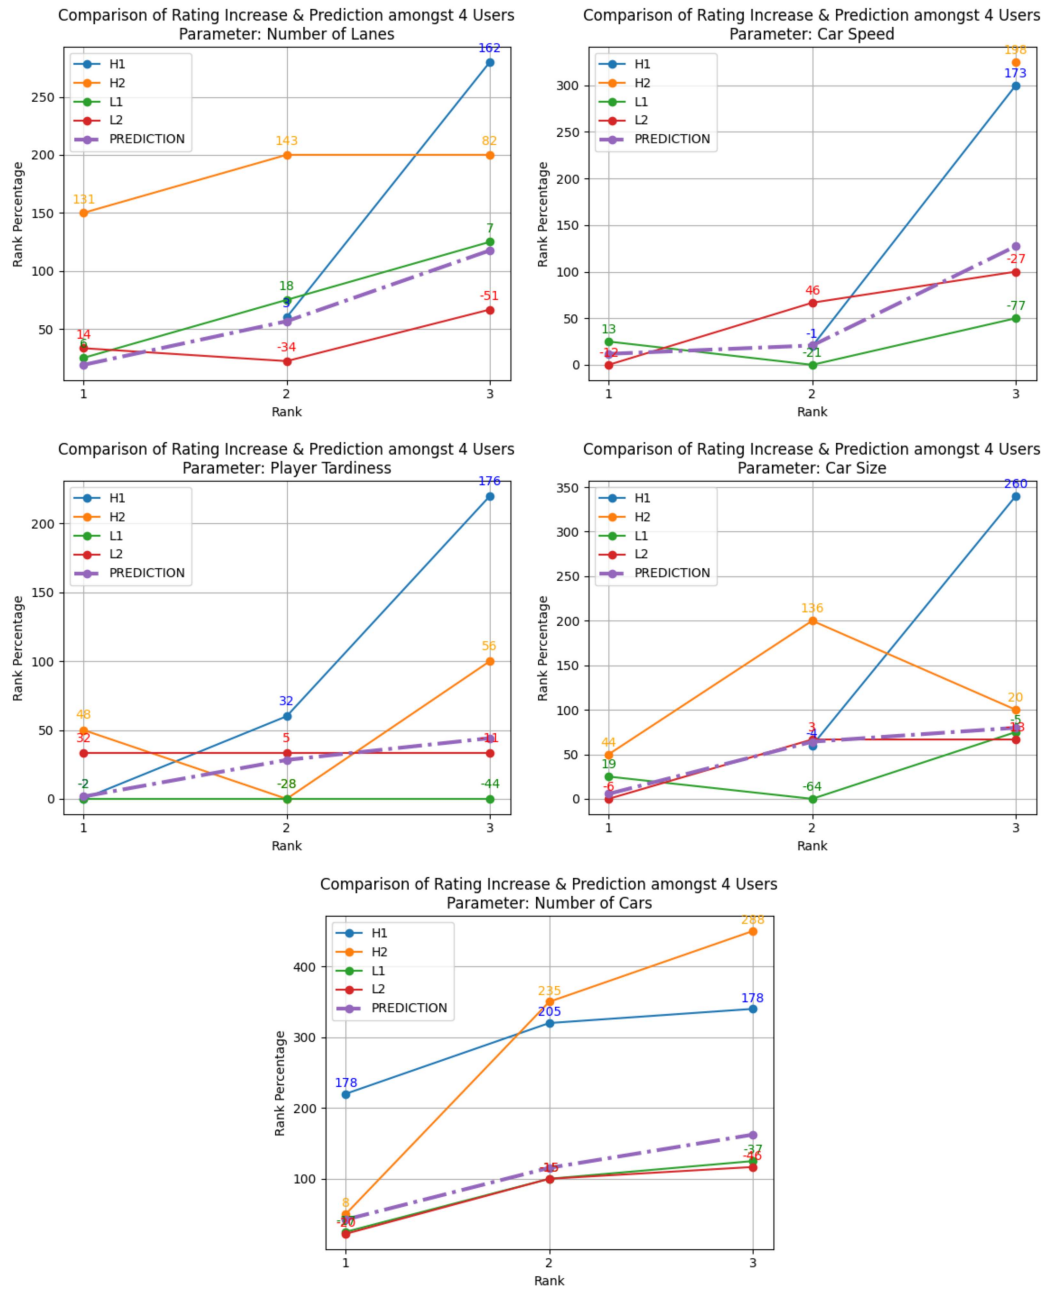 Comparison of Rating Increase & Prediction amongst 4 Users
Parameter: Number of Lanes
H1
H2
L1
L2
PREDICTION
162
143
82
131
18
7
14
-34
-51
250
200
150
100
50
Rank Percentage
1 2 3
Rank
Comparison of Rating Increase & Prediction amongst 4 Users
Parameter: Car Speed
H1
H2
L1
L2
PREDICTION
198
173
46
-27
13
-1
-21
-77
-12
300
250
200
150
100
50
0
Rank Percentage
1 2 3
Rank
Comparison of Rating Increase & Prediction amongst 4 Users
Parameter: Player Tardiness
H1
H2
L1
L2
PREDICTION
176
32
56
48
32
5
-11
-2
-28
-44
200
150
100
50
0
Rank Percentage
1 2 3
Rank
Comparison of Rating Increase & Prediction amongst 4 Users
Parameter: Car Size
H1
H2
L1
L2
PREDICTION
260
136
20
44
3
-4
-5
-13
19
-6
-64
350
300
250
200
150
100
50
0
Rank Percentage
1 2 3
Rank
Comparison of Rating Increase & Prediction amongst 4 Users
Parameter: Number of Cars
H1
H2
L1
L2
PREDICTION
288
235
205
178
178
8
-37
-46
-20
400
300
200
100
Rank Percentage
1 2 3
Rank